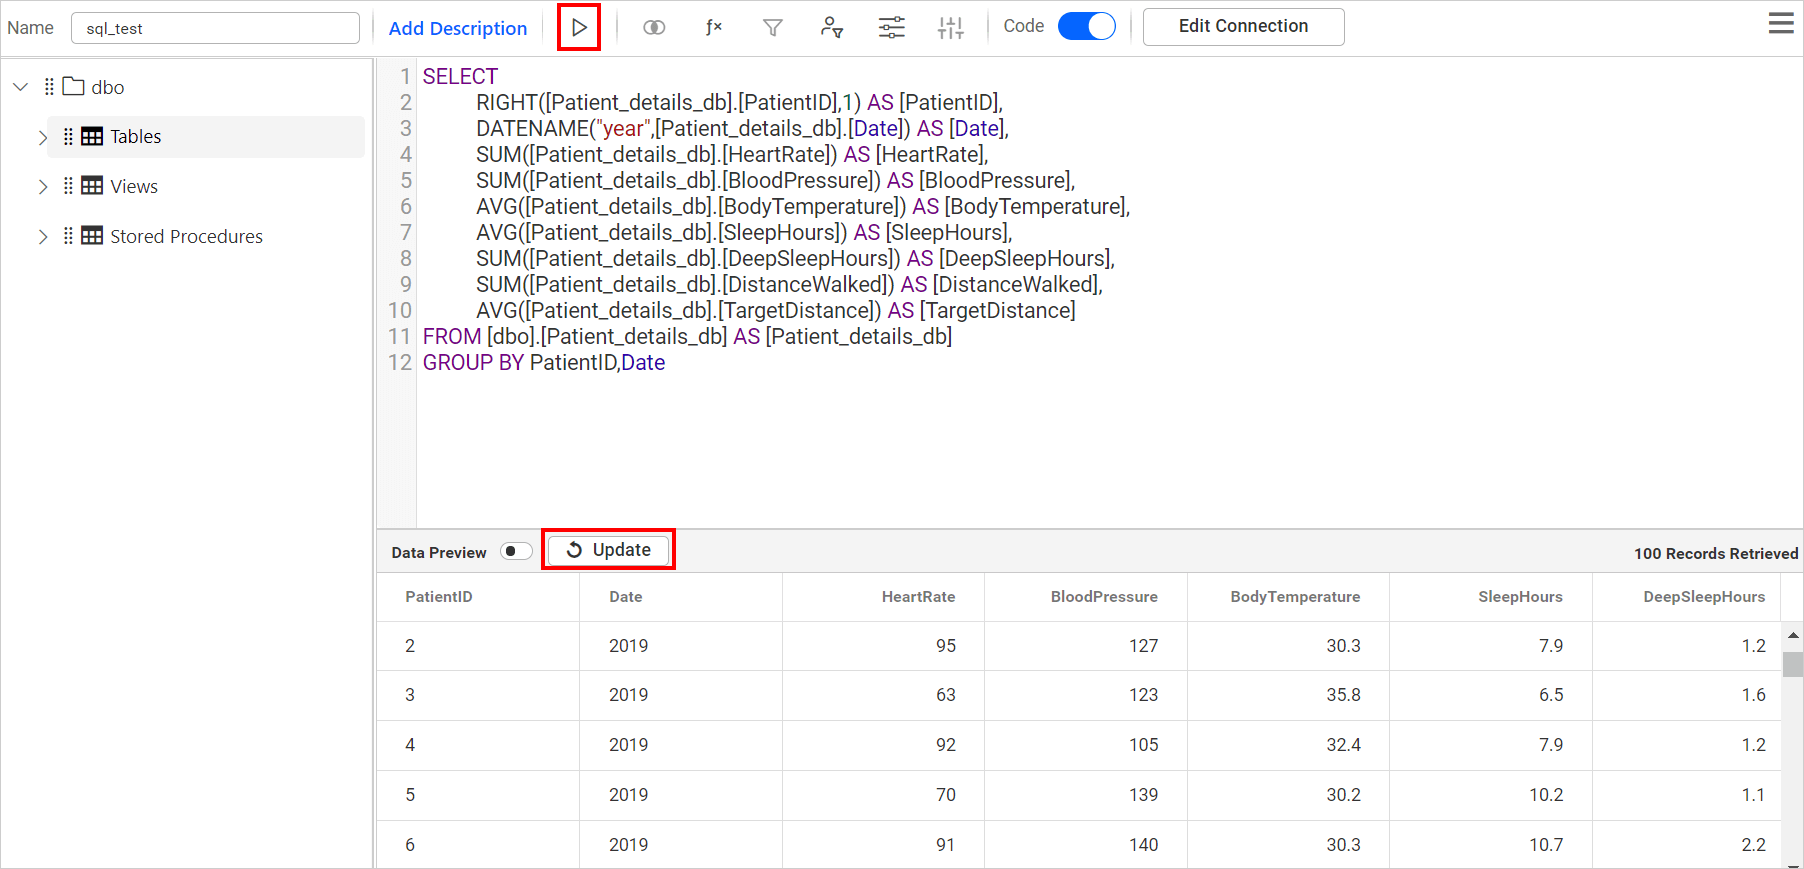 Name sql_test Add Description ƒx Code Edit Connection
dbo
Tables
Views
Stored Procedures
1 SELECT
2 RIGHT([Patient_details_db].[PatientID],1) AS [PatientID],
3 DATENAME("year",[Patient_details_db].[Date]) AS [Date],
4 SUM([Patient_details_db].[HeartRate]) AS [HeartRate],
5 SUM([Patient_details_db].[BloodPressure]) AS [BloodPressure],
6 AVG([Patient_details_db].[BodyTemperature]) AS [BodyTemperature],
7 AVG([Patient_details_db].[SleepHours]) AS [SleepHours],
8 SUM([Patient_details_db].[DeepSleepHours]) AS [DeepSleepHours],
9 SUM([Patient_details_db].[DistanceWalked]) AS [DistanceWalked],
10 AVG([Patient_details_db].[TargetDistance]) AS [TargetDistance]
11 FROM [dbo].[Patient_details_db] AS [Patient_details_db]
12 GROUP BY PatientID,Date
Data Preview Update 100 Records Retrieved
PatientID Date HeartRate BloodPressure BodyTemperature SleepHours DeepSleepHours
2 2019 95 127 30.3 7.9 1.2
3 2019 63 123 35.8 6.5 1.6
4 2019 92 105 32.4 7.9 1.2
5 2019 70 139 30.2 10.2 1.1
6 2019 91 140 30.3 10.7 2.2